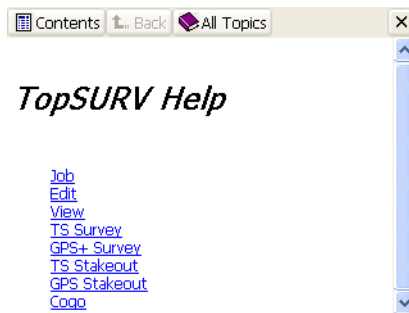 Contents Back All Topics
TopSURV Help
Job
Edit
View
TS Survey
GPS+ Survey
TS Stakeout
GPS Stakeout
Cogo